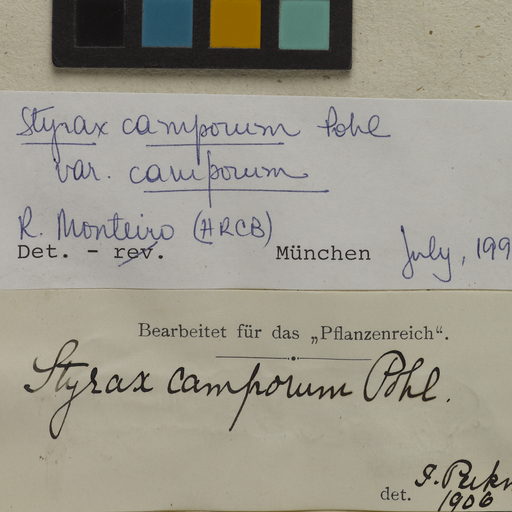 Styrax camporum Pohl
var. camporum
R. Monteiro (HRCB)
Det. - rev. München July, 199
Bearbeitet für das „Pflanzenreich“.
Styrax camporum Pohl.
det. J. Perk
1906